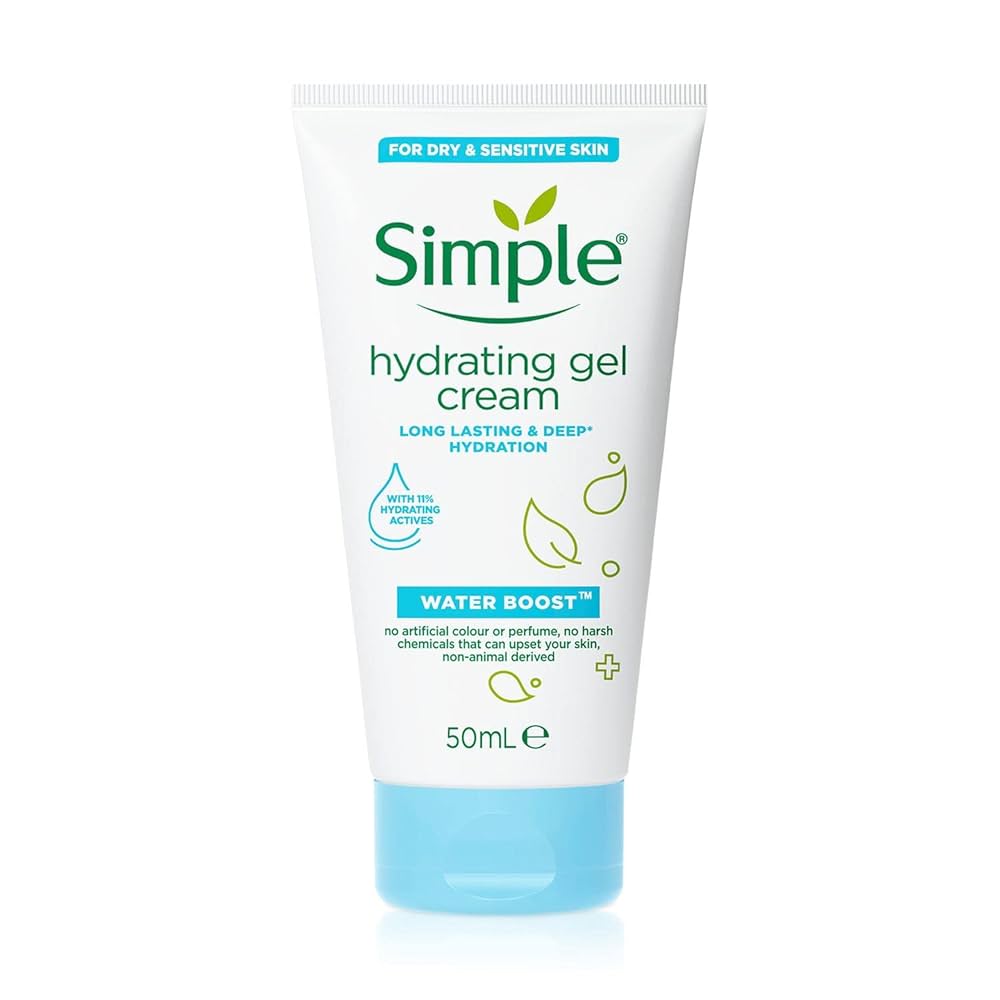 FOR DRY & SENSITIVE SKIN
Simple®
hydrating gel
cream
LONG LASTING & DEEP*
HYDRATION
WITH 11%
HYDRATING
ACTIVES
WATER BOOST™
no artificial colour or perfume, no harsh
chemicals that can upset your skin,
non-animal derived
50mL ℮